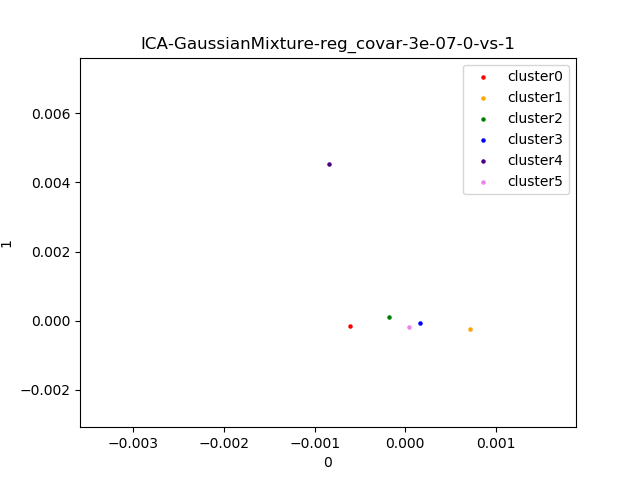 ICA-GaussianMixture-reg_covar-3e-07-0-vs-1
cluster0
cluster1
cluster2
cluster3
cluster4
cluster5
0.006
0.004
0.002
0.000
−0.002
1
−0.003 −0.002 −0.001 0.000 0.001
0